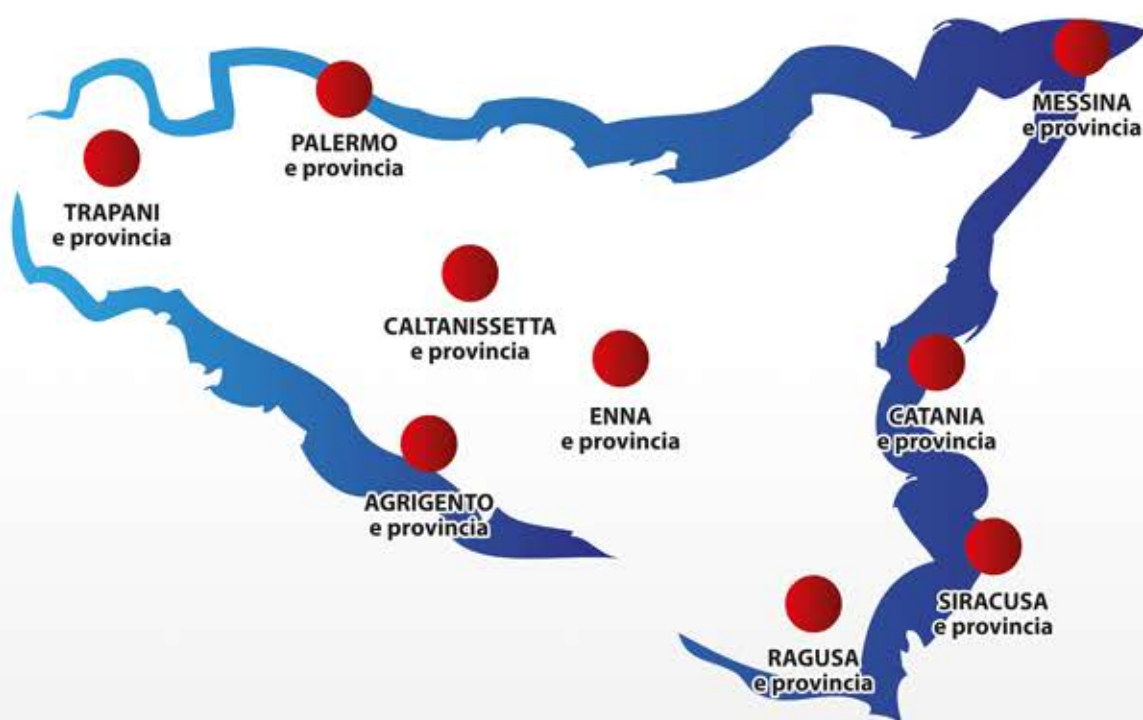 MESSINA
e provincia
PALERMO
e provincia
TRAPANI
e provincia
CALTANISSETTA
e provincia
ENNA
e provincia
CATANIA
e provincia
AGRIGENTO
e provincia
SIRACUSA
e provincia
RAGUSA
e provincia